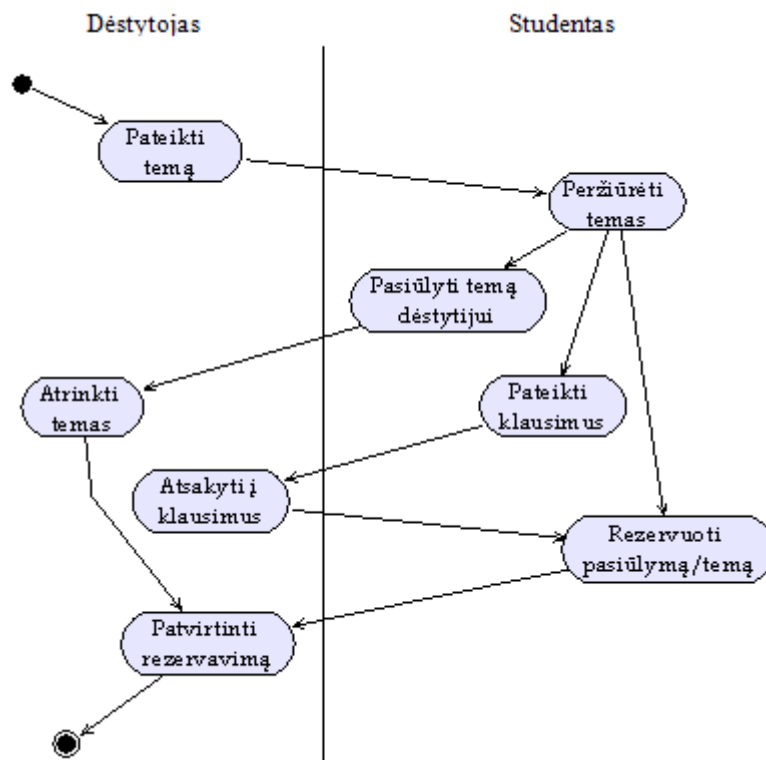 Dėstytojas
Studentas
Pateikti
temą
Peržiūrėti
temas
Pasiūlyti temą
dėstytijui
Atrinkti
temas
Pateikti
klausimus
Atsakyti į
klausimus
Rezervuoti
pasiūlymą/temą
Patvirtinti
rezervavimą